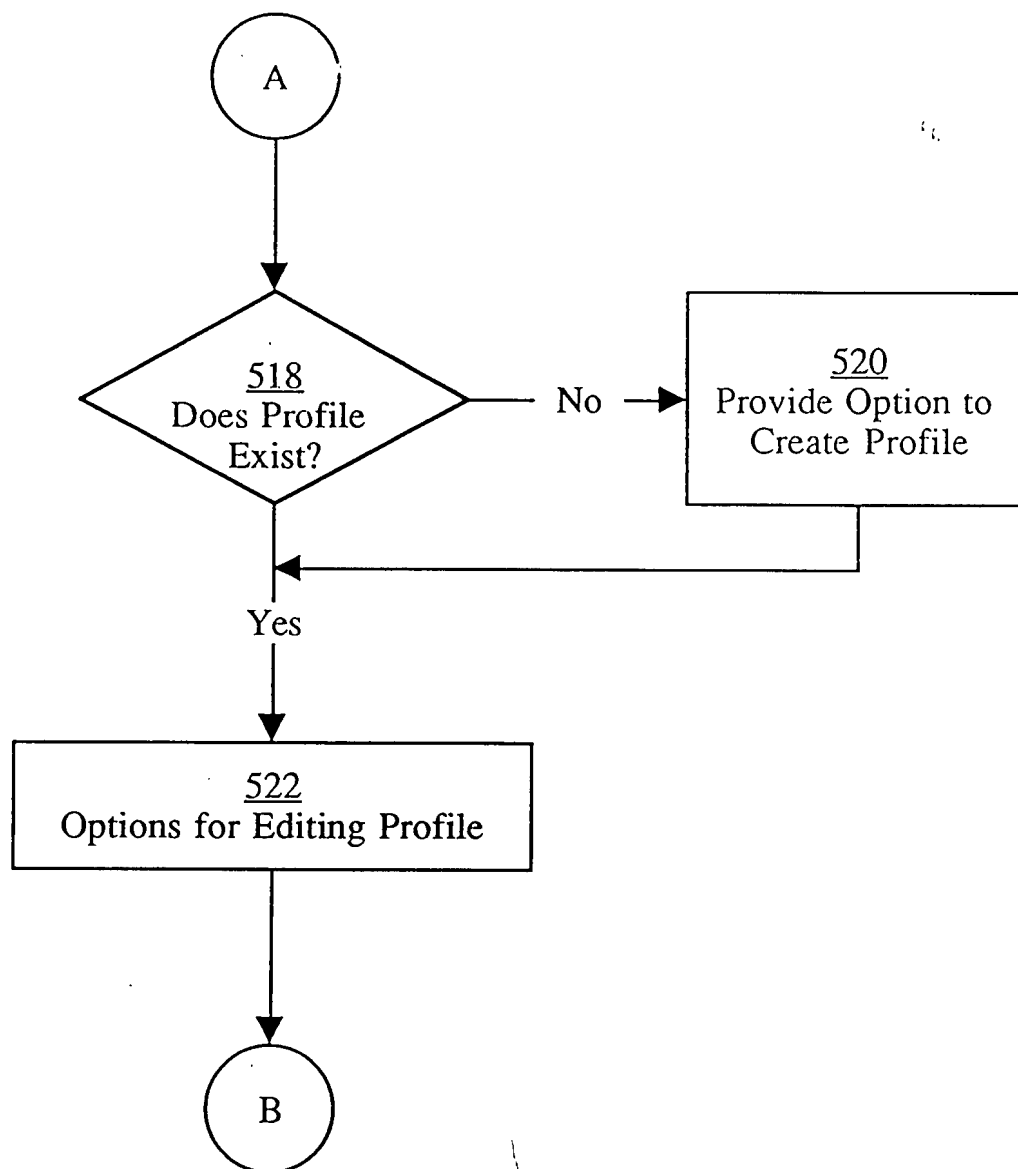 A
518
Does Profile
Exist?
No
520
Provide Option to
Create Profile
Yes
522
Options for Editing Profile
B